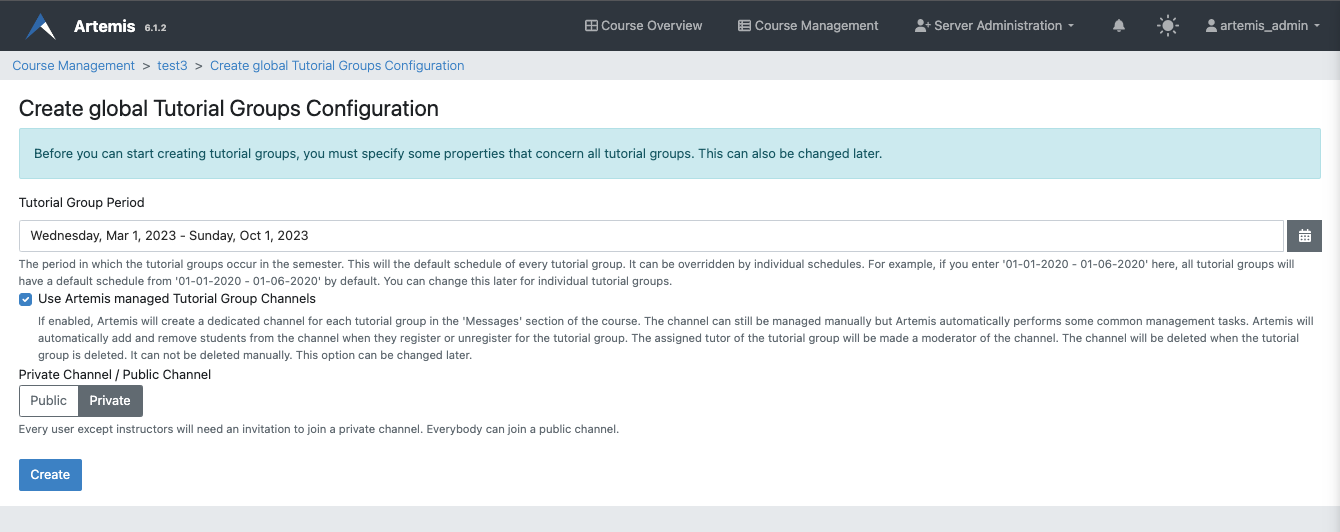 Artemis 6.1.2 Course Overview Course Management Server Administration artemis_admin
Course Management > test3 > Create global Tutorial Groups Configuration
Create global Tutorial Groups Configuration
Before you can start creating tutorial groups, you must specify some properties that concern all tutorial groups. This can also be changed later.
Tutorial Group Period
Wednesday, Mar 1, 2023 - Sunday, Oct 1, 2023
The period in which the tutorial groups occur in the semester. This will the default schedule of every tutorial group. It can be overridden by individual schedules. For example, if you enter '01-01-2020 - 01-06-2020' here, all tutorial groups will
have a default schedule from '01-01-2020 - 01-06-2020' by default. You can change this later for individual tutorial groups.
Use Artemis managed Tutorial Group Channels
If enabled, Artemis will create a dedicated channel for each tutorial group in the 'Messages' section of the course. The channel can still be managed manually but Artemis automatically performs some common management tasks. Artemis will
automatically add and remove students from the channel when they register or unregister for the tutorial group. The assigned tutor of the tutorial group will be made a moderator of the channel. The channel will be deleted when the tutorial
group is deleted. It can not be deleted manually. This option can be changed later.
Private Channel / Public Channel
Public Private
Every user except instructors will need an invitation to join a private channel. Everybody can join a public channel.
Create